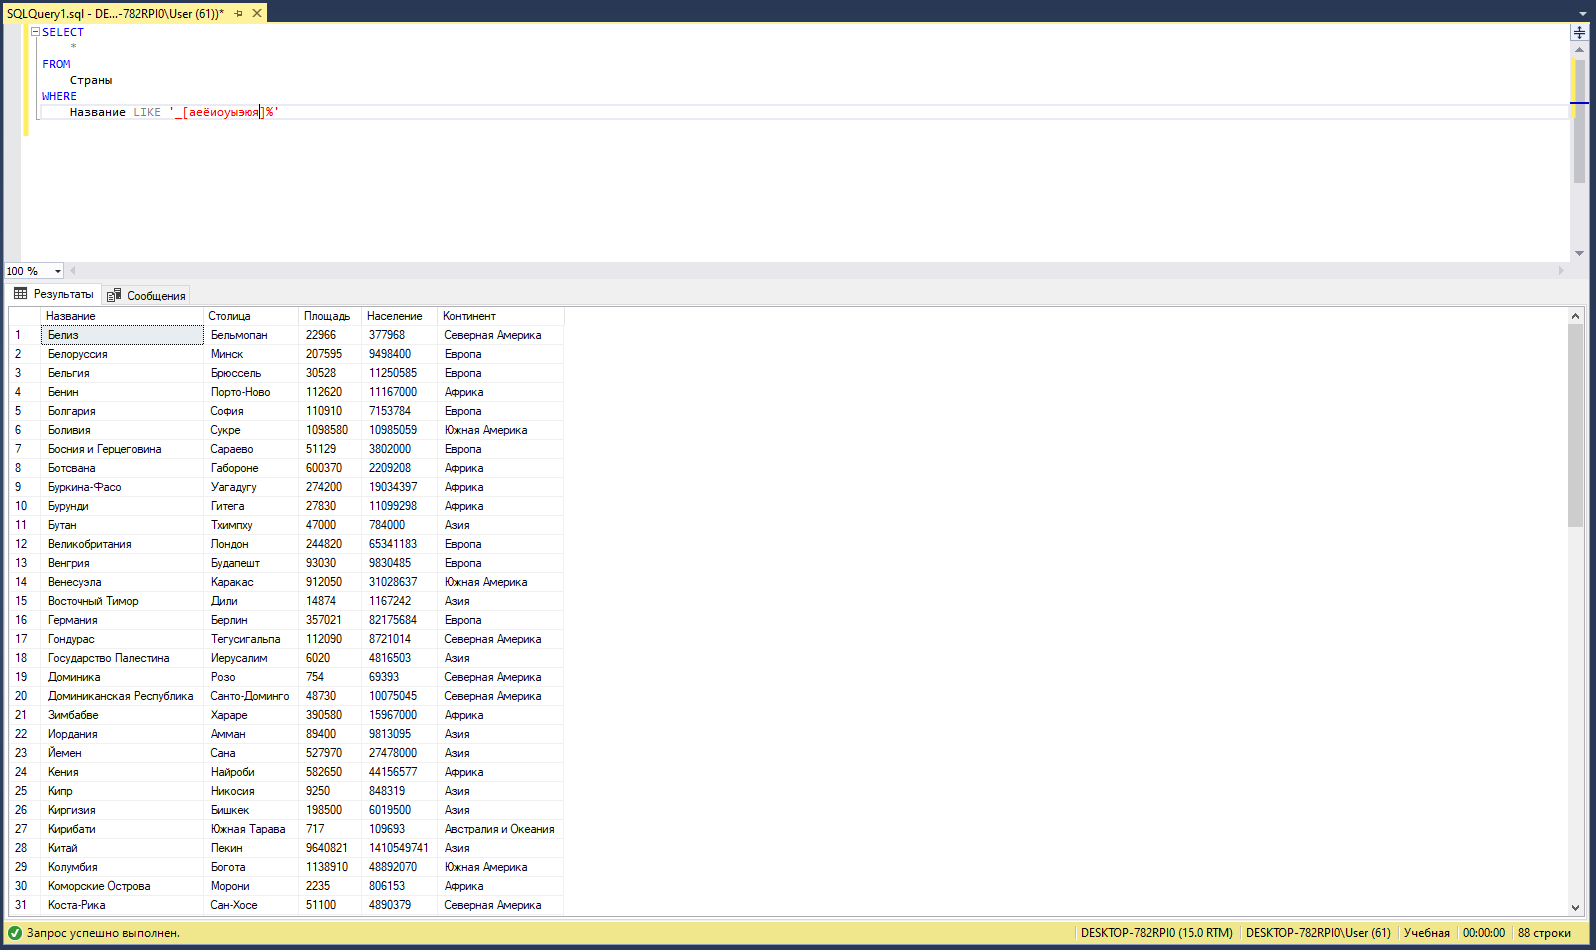 SQLQuery1.sql - DE...-782RPI0\User (61))*
SELECT
*
FROM
Страны
WHERE
Название LIKE '_[аеёиоуыэюя]%'
100 %
Результаты Сообщения
Название Столица Площадь Население Континент
1 Белиз Бельмопан 22966 377968 Северная Америка
2 Белоруссия Минск 207595 9498400 Европа
3 Бельгия Брюссель 30528 11250585 Европа
4 Бенин Порто-Ново 112620 11167000 Африка
5 Болгария София 110910 7153784 Европа
6 Боливия Сукре 1098580 10985059 Южная Америка
7 Босния и Герцеговина Сараево 51129 3802000 Европа
8 Ботсвана Габороне 600370 2209208 Африка
9 Буркина-Фасо Уагадугу 274200 19034397 Африка
10 Бурунди Гитега 27830 11099298 Африка
11 Бутан Тхимпху 47000 784000 Азия
12 Великобритания Лондон 244820 65341183 Европа
13 Венгрия Будапешт 93030 9830485 Европа
14 Венесуэла Каракас 912050 31028637 Южная Америка
15 Восточный Тимор Дили 14874 1167242 Азия
16 Германия Берлин 357021 82175684 Европа
17 Гондурас Тегусигальпа 112090 8721014 Северная Америка
18 Государство Палестина Иерусалим 6020 4816503 Азия
19 Доминика Розо 754 69393 Северная Америка
20 Доминиканская Республика Санто-Доминго 48730 10075045 Северная Америка
21 Зимбабве Хараре 390580 15967000 Африка
22 Иордания Амман 89400 9813095 Азия
23 Йемен Сана 527970 27478000 Азия
24 Кения Найроби 582650 44156577 Африка
25 Кипр Никосия 9250 848319 Азия
26 Киргизия Бишкек 198500 6019500 Азия
27 Кирибати Южная Тарава 717 109693 Австралия и Океания
28 Китай Пекин 9640821 1410549741 Азия
29 Колумбия Богота 1138910 48892070 Южная Америка
30 Коморские Острова Морони 2235 806153 Африка
31 Коста-Рика Сан-Хосе 51100 4890379 Северная Америка
Запрос успешно выполнен. DESKTOP-782RPI0 (15.0 RTM) DESKTOP-782RPI0\User (61) Учебная 00:00:00 88 строки